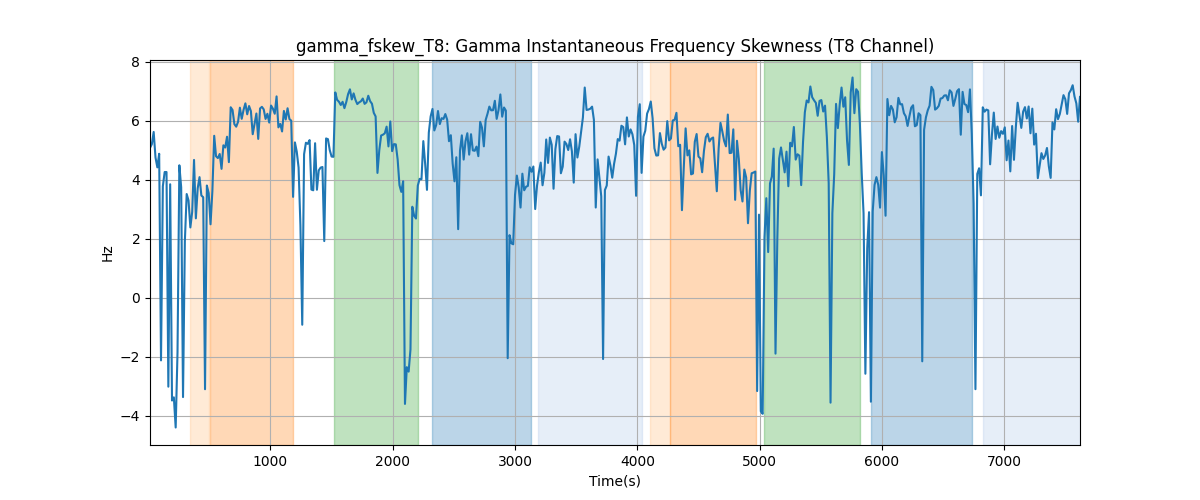 gamma_fskew_T8: Gamma Instantaneous Frequency Skewness (T8 Channel)
8
6
4
2
0
−2
−4
Hz
1000 2000 3000 4000 5000 6000 7000
Time(s)